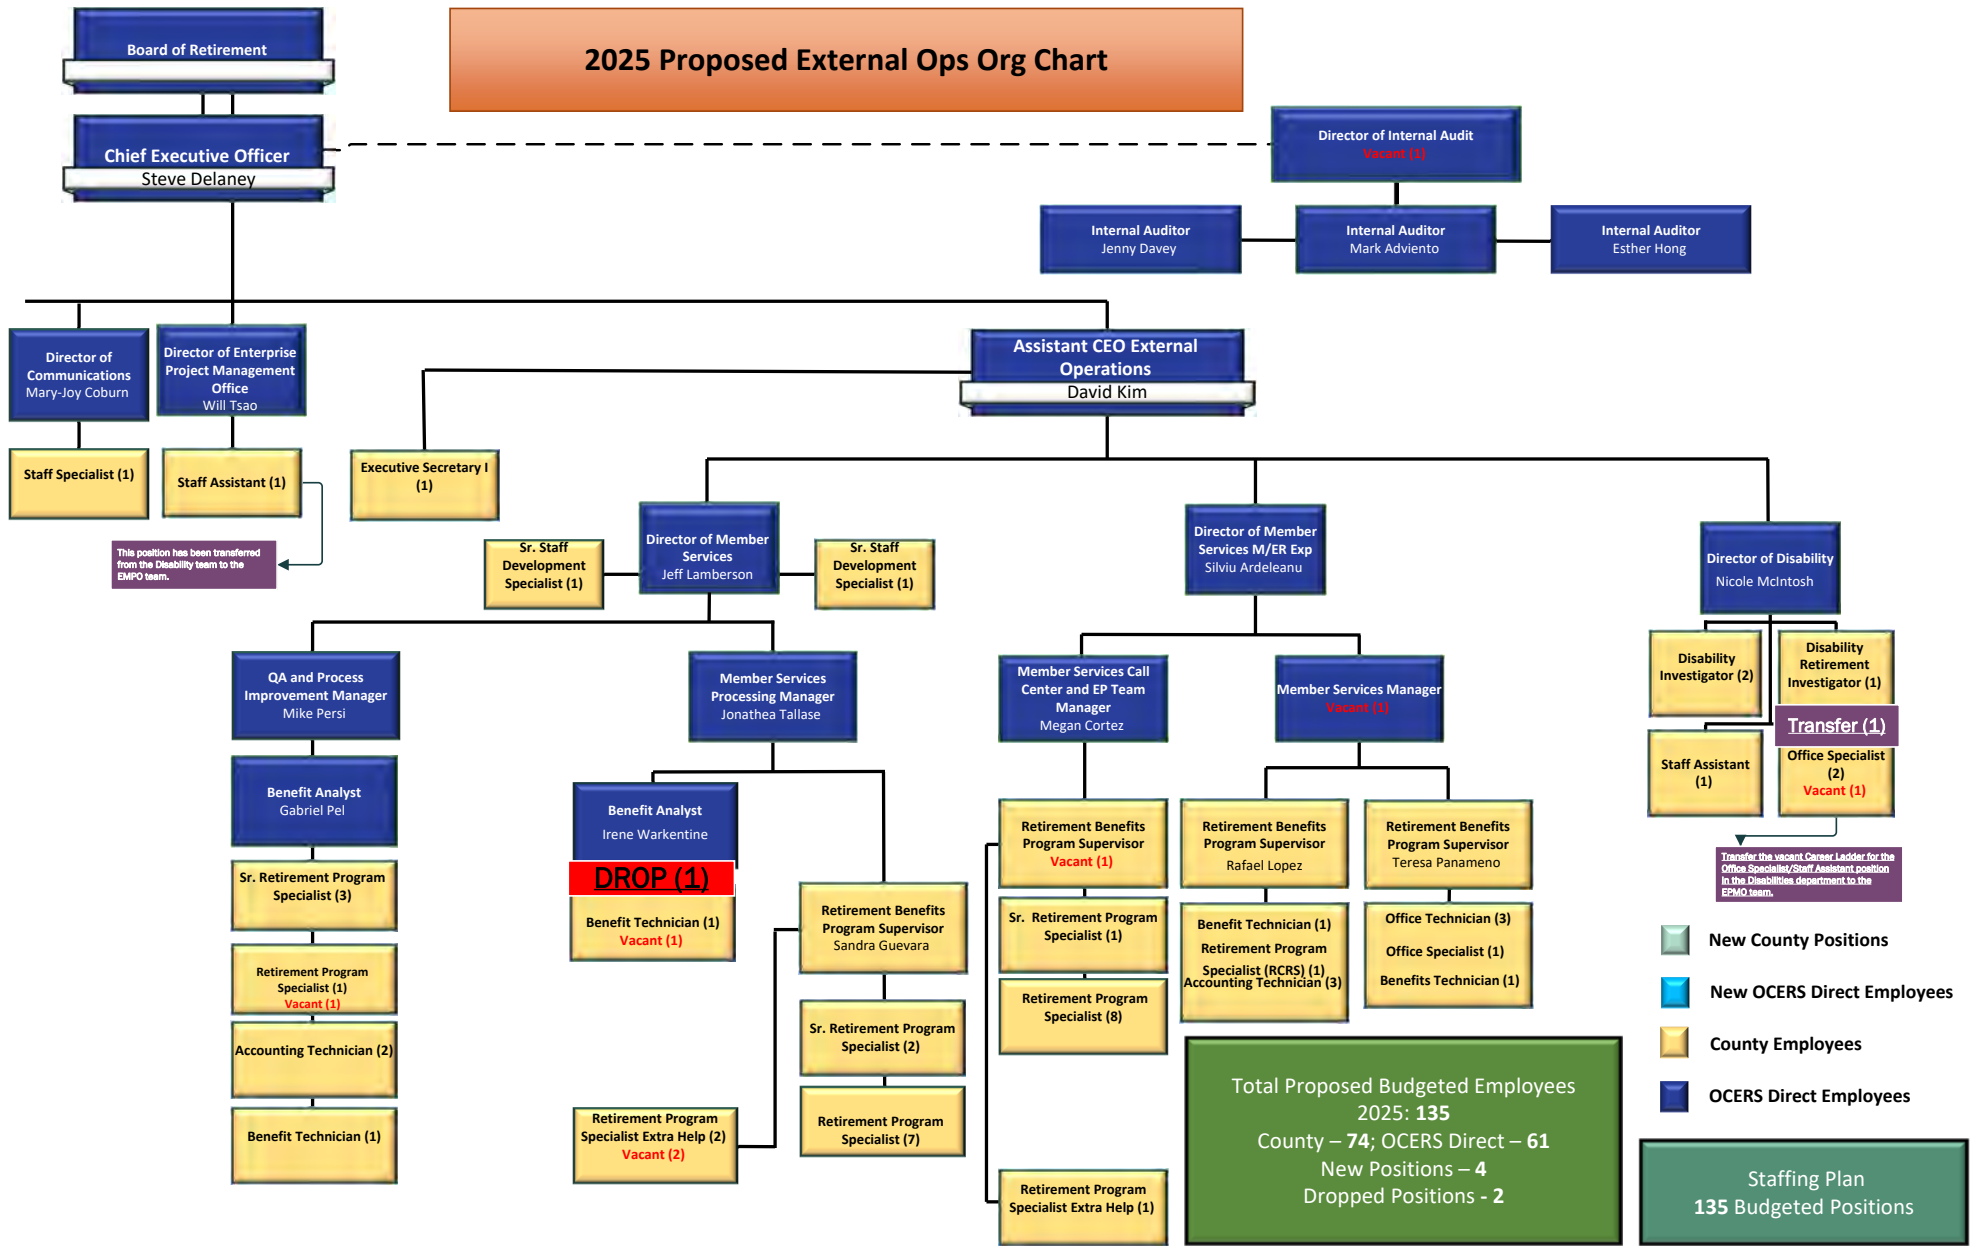 Board of Retirement
2025 Proposed External Ops Org Chart
Chief Executive Officer
Steve Delaney
Director of Internal Audit
Vacant (1)
Internal Auditor
Jenny Davey
Internal Auditor
Mark Adviento
Internal Auditor
Esther Hong
Director of
Communications
Mary-Joy Coburn
Director of Enterprise
Project Management
Office
Will Tsao
Assistant CEO External
Operations
David Kim
Staff Specialist (1)
Staff Assistant (1)
Executive Secretary I
(1)
This position has been transferred
from the Disability team to the
EMPO team.
Sr. Staff
Development
Specialist (1)
Director of Member
Services
Jeff Lamberson
Sr. Staff
Development
Specialist (1)
Director of Member
Services M/ER Exp
Silviu Ardeleanu
Director of Disability
Nicole McIntosh
QA and Process
Improvement Manager
Mike Persi
Member Services
Processing Manager
Jonathea Tallase
Member Services Call
Center and EP Team
Manager
Megan Cortez
Member Services Manager
Vacant (1)
Disability
Investigator (2)
Disability
Retirement
Investigator (1)
Transfer (1)
Staff Assistant
(1)
Office Specialist
(2)
Vacant (1)
Transfer the vacant Career Ladder for the
Office Specialist/Staff Assistant position
in the Disabilities department to the
EPMO team.
Benefit Analyst
Gabriel Pel
Sr. Retirement Program
Specialist (3)
Retirement Program
Specialist (1)
Vacant (1)
Accounting Technician (2)
Benefit Technician (1)
Benefit Analyst
Irene Warkentine
DROP (1)
Benefit Technician (1)
Vacant (1)
Retirement Benefits
Program Supervisor
Sandra Guevara
Sr. Retirement Program
Specialist (2)
Retirement Program
Specialist (7)
Retirement Program
Specialist Extra Help (2)
Vacant (2)
Retirement Benefits
Program Supervisor
Vacant (1)
Sr. Retirement Program
Specialist (1)
Retirement Program
Specialist (8)
Retirement Program
Specialist Extra Help (1)
Retirement Benefits
Program Supervisor
Rafael Lopez
Benefit Technician (1)
Retirement Program
Specialist (RCRS) (1)
Accounting Technician (3)
Retirement Benefits
Program Supervisor
Teresa Panameno
Office Technician (3)
Office Specialist (1)
Benefits Technician (1)
New County Positions
New OCERS Direct Employees
County Employees
OCERS Direct Employees
Total Proposed Budgeted Employees
2025: 135
County – 74; OCERS Direct – 61
New Positions – 4
Dropped Positions - 2
Staffing Plan
135 Budgeted Positions